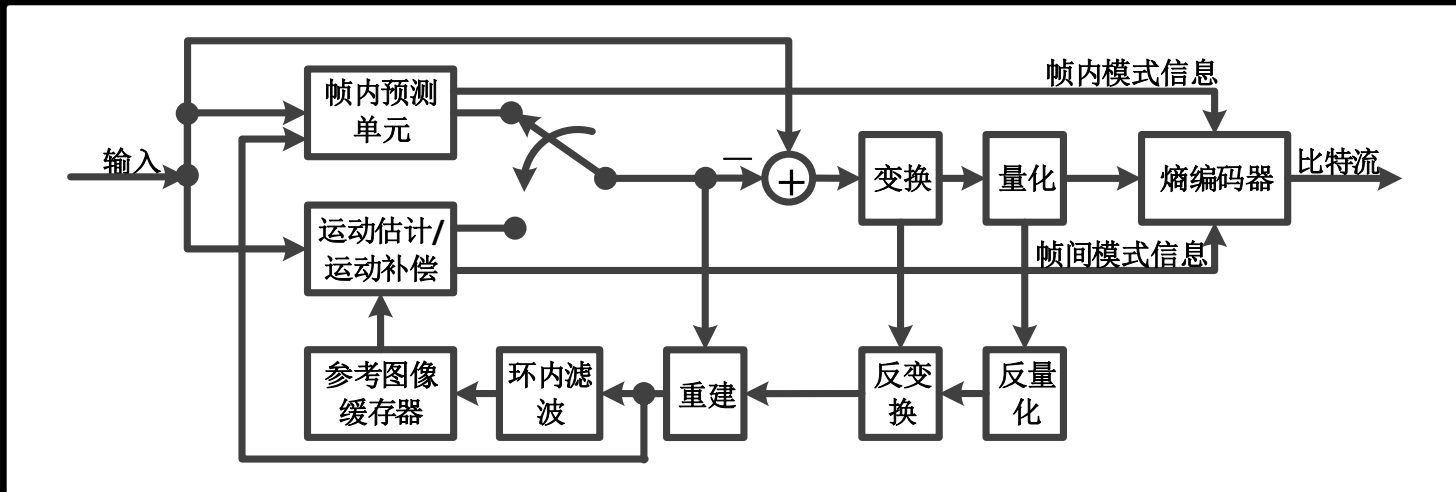 帧内模式信息
帧内预测
单元
输入
—
+
变换
量化
熵编码器
比特流
运动估计/
运动补偿
帧间模式信息
参考图像
缓存器
环内滤
波
重建
反变
换
反量
化